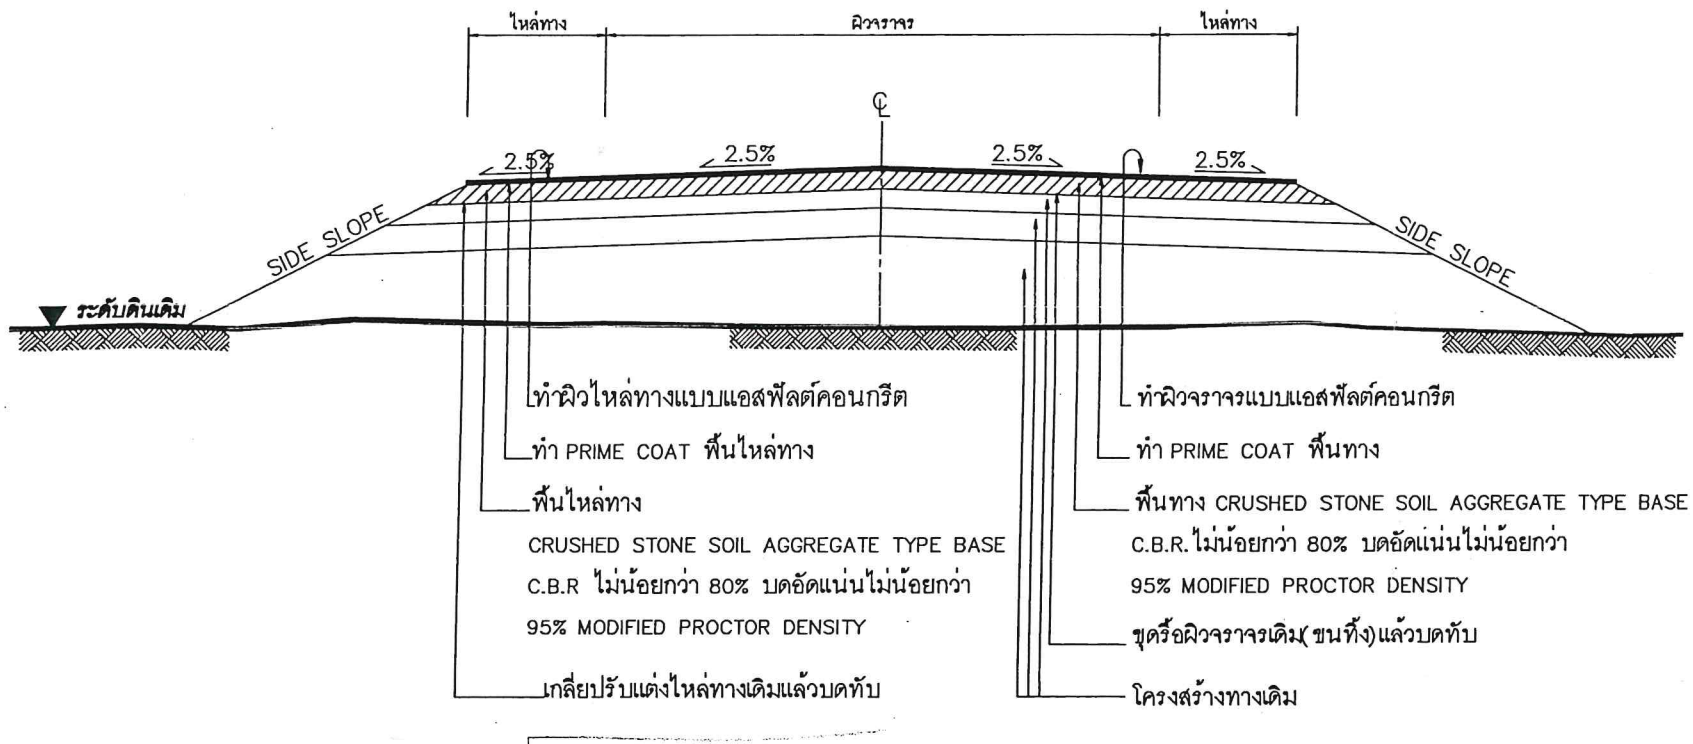 ไหล่ทาง ผิวจราจร ไหล่ทาง
℄
2.5% 2.5% 2.5% 2.5%
SIDE SLOPE SIDE SLOPE
ระดับดินเดิม
ทำผิวไหล่ทางแบบแอสฟัลต์คอนกรีต
ทำ PRIME COAT พื้นไหล่ทาง
พื้นไหล่ทาง
CRUSHED STONE SOIL AGGREGATE TYPE BASE
C.B.R ไม่น้อยกว่า 80% บดอัดแน่นไม่น้อยกว่า
95% MODIFIED PROCTOR DENSITY
เกลี่ยปรับแต่งไหล่ทางเดิมแล้วบดทับ
ทำผิวจราจรแบบแอสฟัลต์คอนกรีต
ทำ PRIME COAT พื้นทาง
พื้นทาง CRUSHED STONE SOIL AGGREGATE TYPE BASE
C.B.R. ไม่น้อยกว่า 80% บดอัดแน่นไม่น้อยกว่า
95% MODIFIED PROCTOR DENSITY
ขุดรื้อผิวจราจรเดิม(ขนทิ้ง)แล้วบดทับ
โครงสร้างทางเดิม